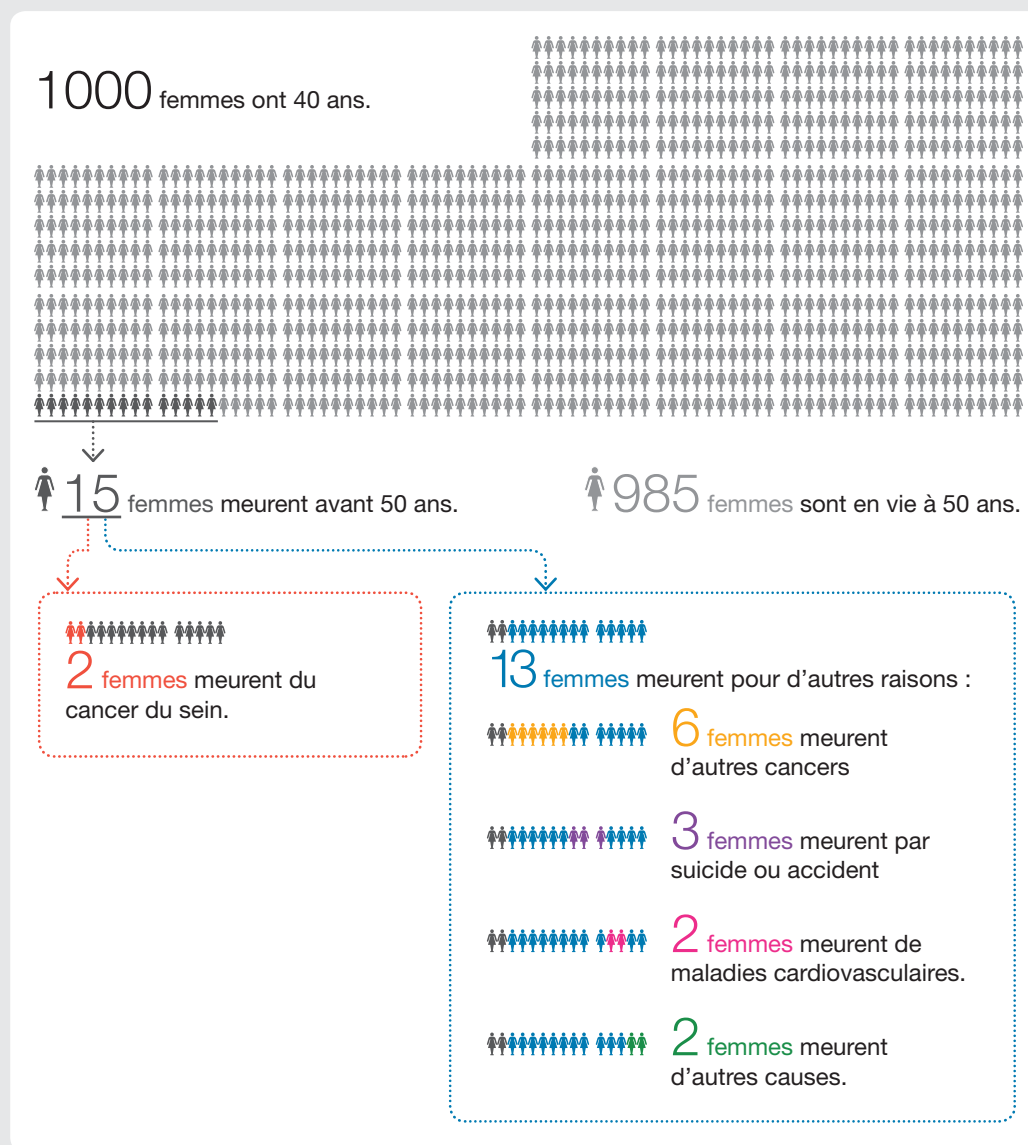 1000 femmes ont 40 ans.
15 femmes meurent avant 50 ans.
985 femmes sont en vie à 50 ans.
2 femmes meurent du
cancer du sein.
13 femmes meurent pour d'autres raisons :
6 femmes meurent
d'autres cancers
3 femmes meurent par
suicide ou accident
2 femmes meurent de
maladies cardiovasculaires.
2 femmes meurent
d'autres causes.